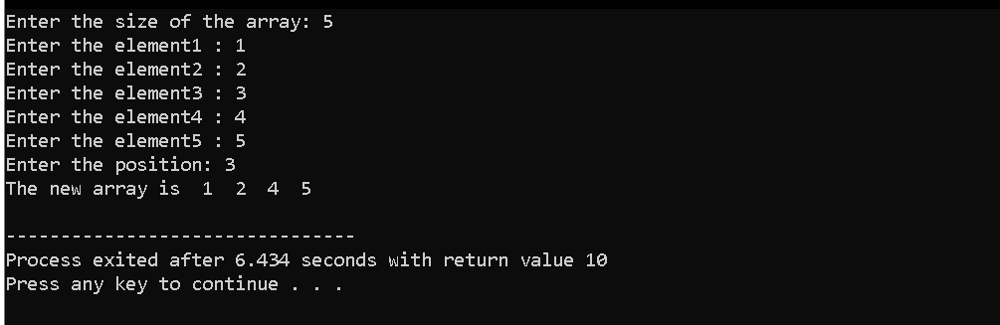 Enter the size of the array: 5
Enter the element1 : 1
Enter the element2 : 2
Enter the element3 : 3
Enter the element4 : 4
Enter the element5 : 5
Enter the position: 3
The new array is  1  2  4  5
--------------------------------
Process exited after 6.434 seconds with return value 10
Press any key to continue . . .